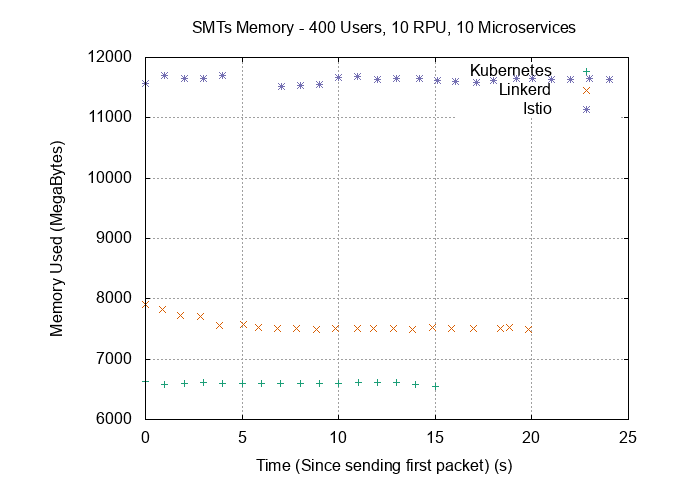 SMTs Memory - 400 Users, 10 RPU, 10 Microservices
12000
11000
10000
9000
8000
7000
6000
Memory Used (MegaBytes)
Kubernetes
Linkerd
Istio
0 5 10 15 20 25
Time (Since sending first packet) (s)